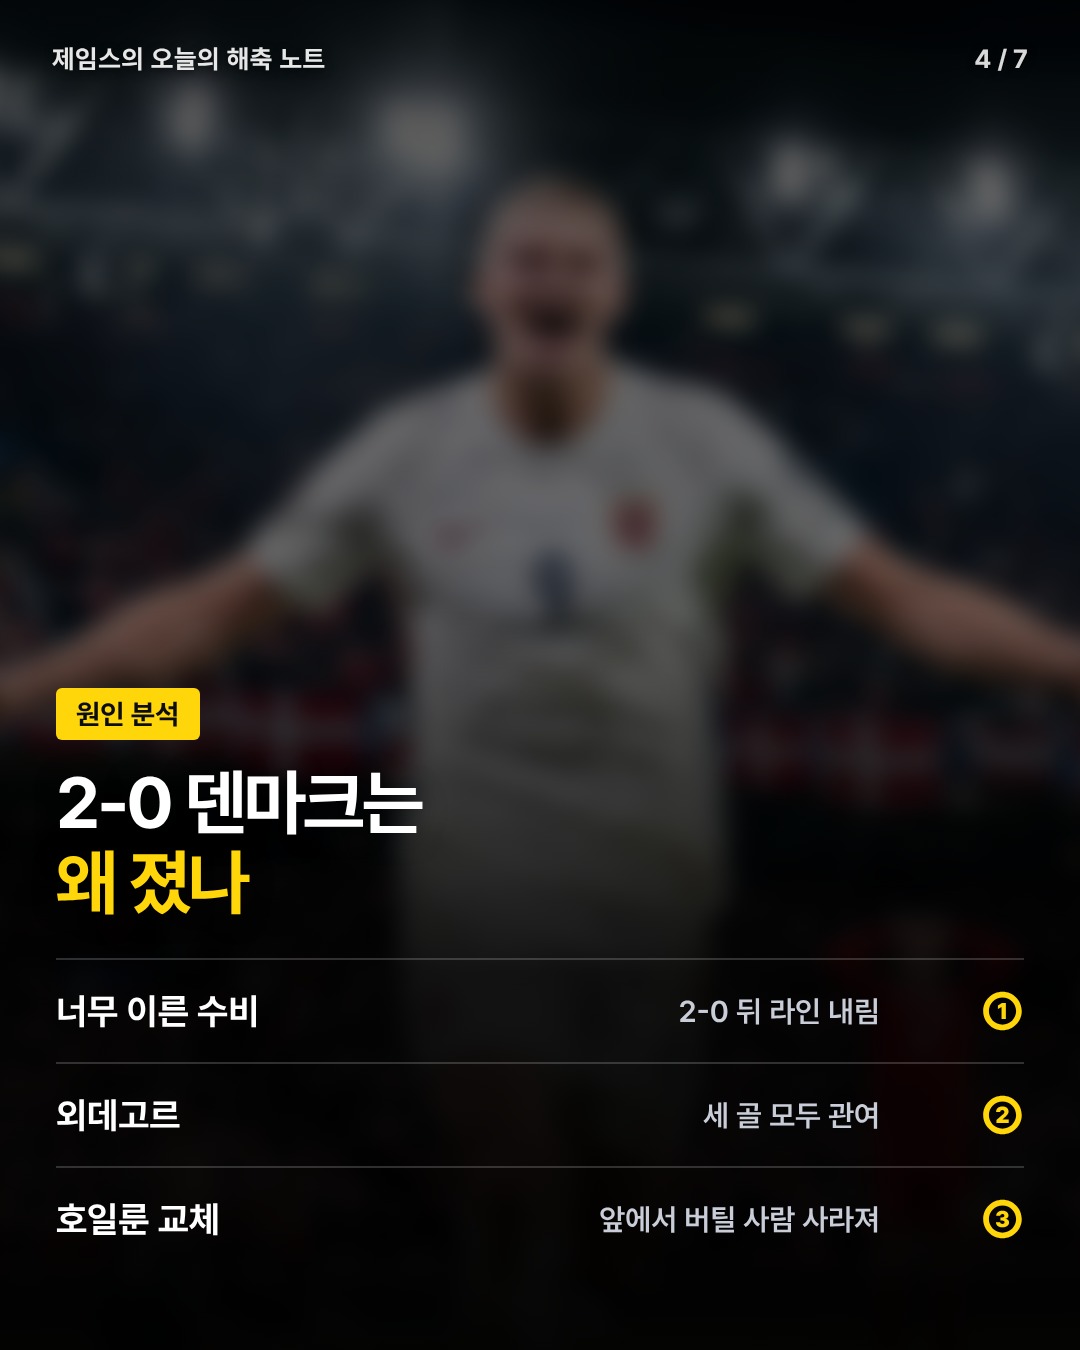 제임스의 오늘의 해축 노트
4 / 7
원인 분석
2-0 덴마크는
왜 졌나
너무 이른 수비 2-0 뒤 라인 내림 ①
외데고르 세 골 모두 관여 ②
호일룬 교체 앞에서 버틸 사람 사라져 ③